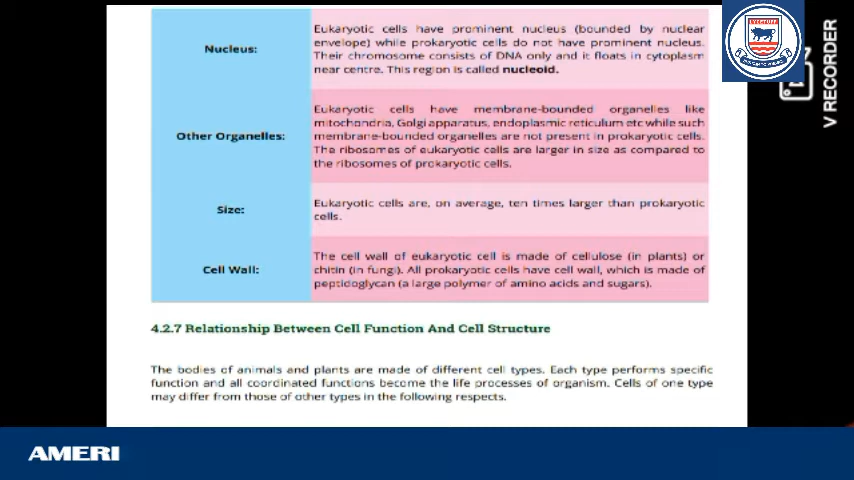 Nucleus:
Eukaryotic cells have prominent nucleus (bounded by nuclear
envelope) while prokaryotic cells do not have prominent nucleus.
Their chromosome consists of DNA only and it floats in cytoplasm
near centre. This region is called nucleoid.
Other Organelles:
Eukaryotic cells have membrane-bounded organelles like
mitochondria, Golgi apparatus, endoplasmic reticulum etc while such
membrane-bounded organelles are not present in prokaryotic cells.
The ribosomes of eukaryotic cells are larger in size as compared to
the ribosomes of prokaryotic cells.
Size:
Eukaryotic cells are, on average, ten times larger than prokaryotic
cells.
Cell Wall:
The cell wall of eukaryotic cell is made of cellulose (in plants) or
chitin (in fungi). All prokaryotic cells have cell wall, which is made of
peptidoglycan (a large polymer of amino acids and sugars).
4.2.7 Relationship Between Cell Function And Cell Structure
The bodies of animals and plants are made of different cell types. Each type performs specific
function and all coordinated functions become the life processes of organism. Cells of one type
may differ from those of other types in the following respects.
V RECORDER
AMERI